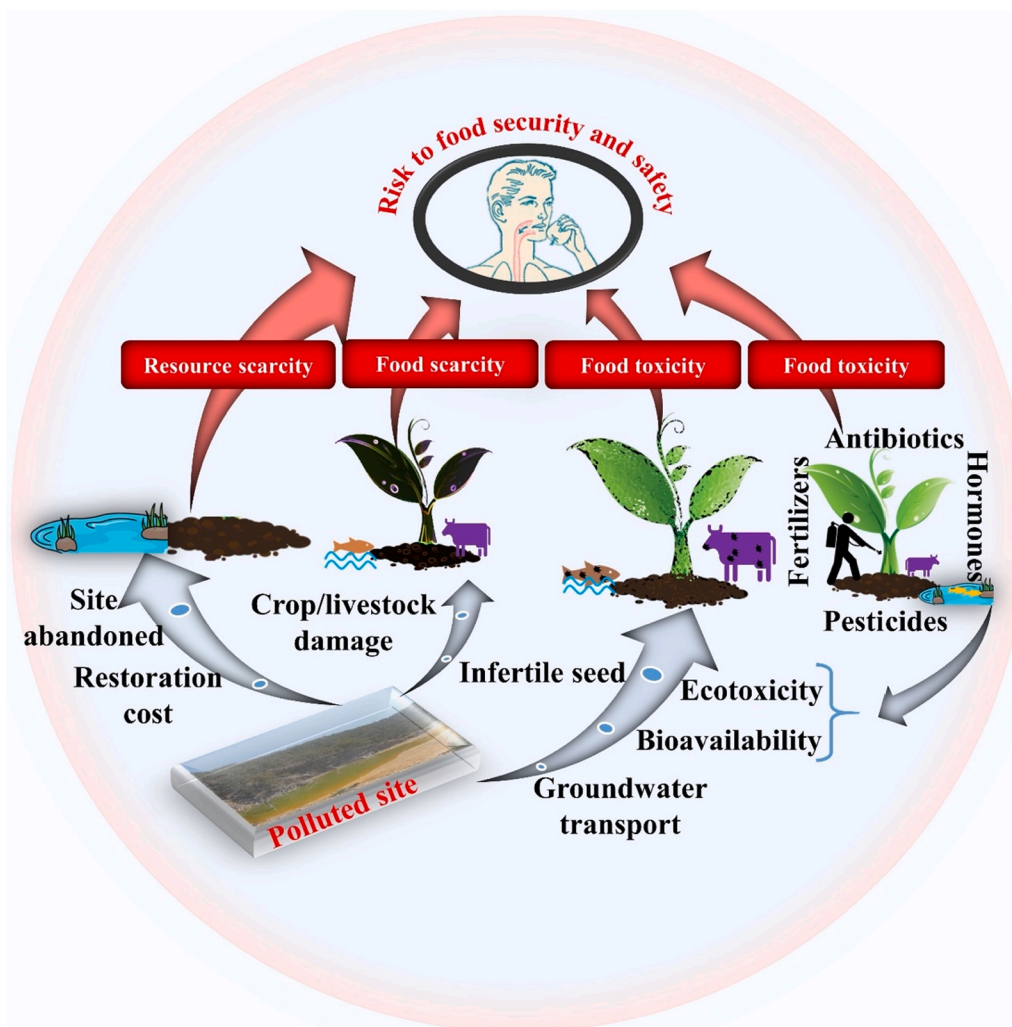 Risk to food security and safety
Resource scarcity
Food scarcity
Food toxicity
Food toxicity
Antibiotics
Fertilizers
Hormones
Pesticides
Site
abandoned
Restoration
cost
Crop/livestock
damage
Infertile seed
Ecotoxicity
Bioavailability
Groundwater
transport
Polluted site